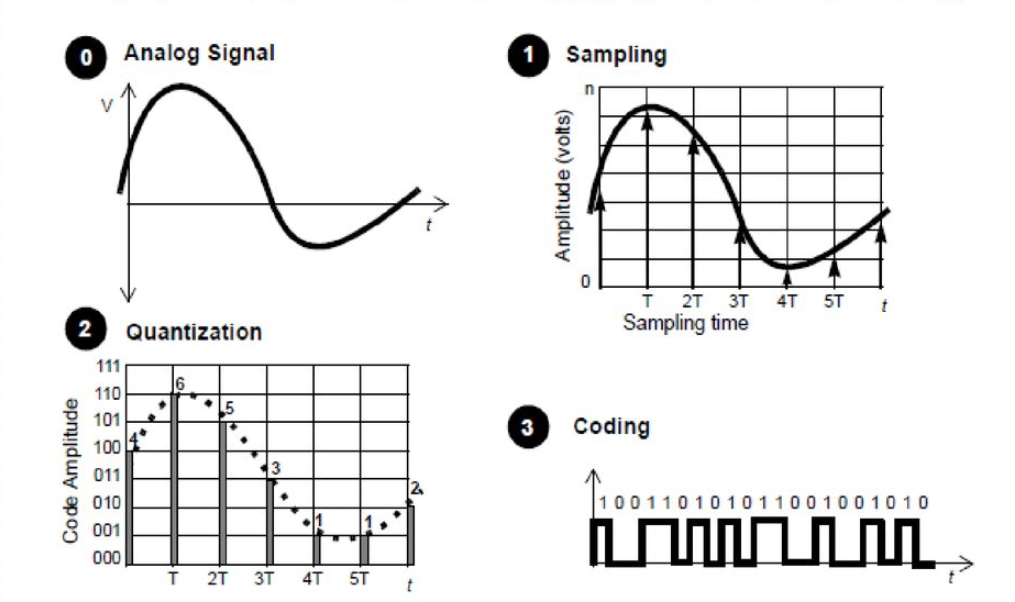 0 Analog Signal
V
t
1 Sampling
n
Amplitude (volts)
0
T 2T 3T 4T 5T t
Sampling time
2 Quantization
Code Amplitude
111
110
101
100
011
010
001
000
4 6 5 3 1 1 2
T 2T 3T 4T 5T t
3 Coding
1 0 0 1 1 0 1 0 1 0 1 1 0 0 1 0 0 1 0 1 0
t